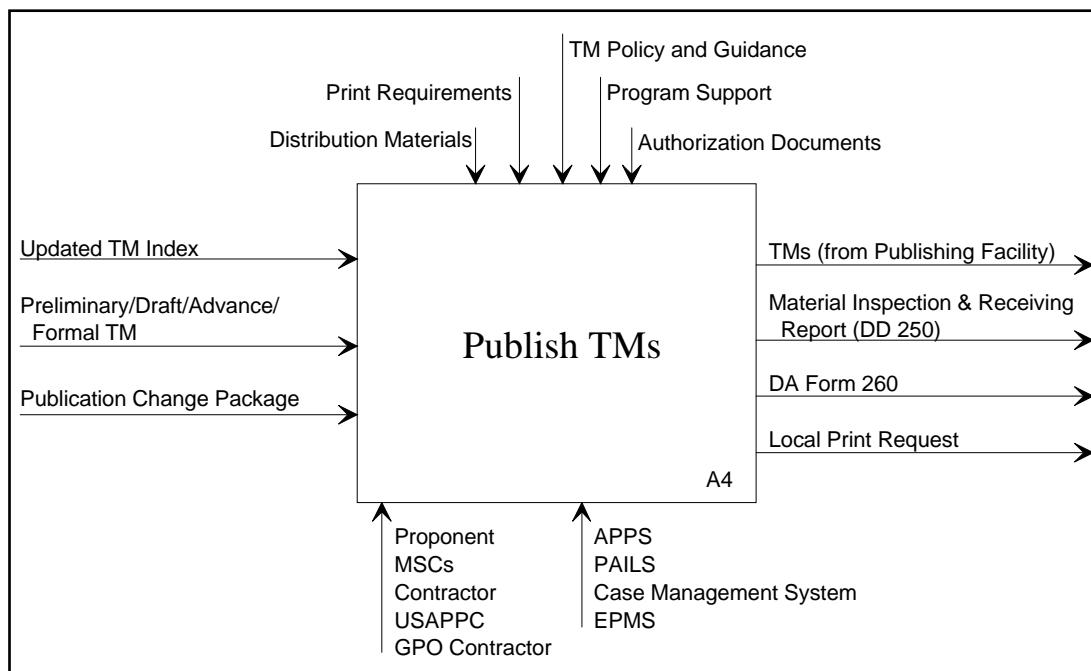 TM Policy and Guidance
Print Requirements
Program Support
Distribution Materials
Authorization Documents
Updated TM Index
Preliminary/Draft/Advance/
Formal TM
Publication Change Package
Publish TMs
A4
TMs (from Publishing Facility)
Material Inspection & Receiving
Report (DD 250)
DA Form 260
Local Print Request
Proponent
MSCs
Contractor
USAPPC
GPO Contractor
APPS
PAILS
Case Management System
EPMS